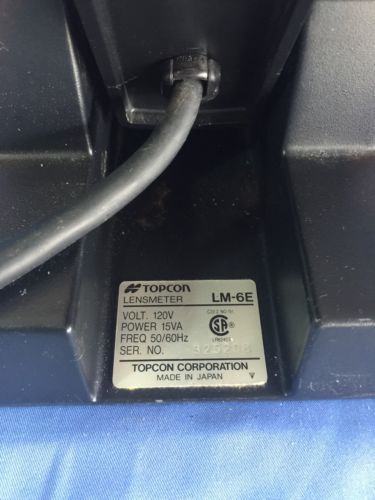 TOPCON
LENSMETER LM-6E
VOLT. 120V
POWER 15VA
FREQ 50/60Hz
SER. NO.
TOPCON CORPORATION
MADE IN JAPAN